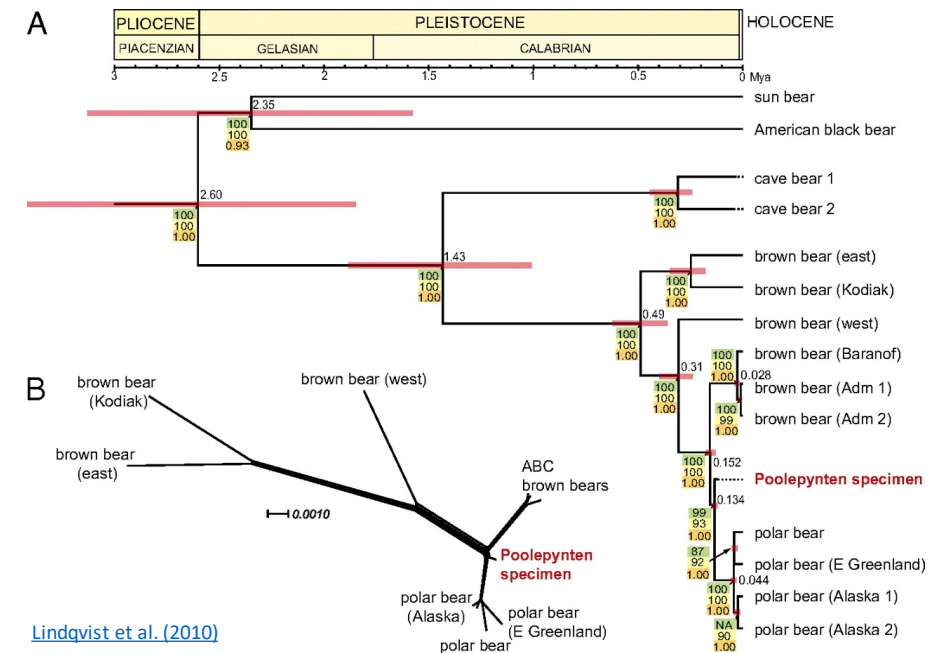 A
PLIOCENE PLEISTOCENE HOLOCENE
PIACENZIAN GELASIAN CALABRIAN
3 2.5 2 1.5 1 0.5 0 Mya
2.35
sun bear
100
100
0.93
American black bear
cave bear 1
2.60
100
100
1.00
100
100
1.00
cave bear 2
1.43
100
100
1.00
brown bear (east)
100
100
1.00
brown bear (Kodiak)
0.49
100
100
1.00
brown bear (west)
0.31
100
100
1.00
brown bear (Baranof)
100
100
1.00
0.028
brown bear (Adm 1)
100
99
1.00
brown bear (Adm 2)
100
100
1.00
0.152
Poolepynten specimen
0.134
99
93
1.00
polar bear
87
92
1.00
polar bear (E Greenland)
0.044
100
100
1.00
polar bear (Alaska 1)
NA
90
1.00
polar bear (Alaska 2)
B
brown bear
(Kodiak)
brown bear (west)
brown bear
(east)
ABC
brown bears
0.0010
Poolepynten
specimen
polar bear
(Alaska)
polar bear
(E Greenland)
polar bear
Lindqvist et al. (2010)